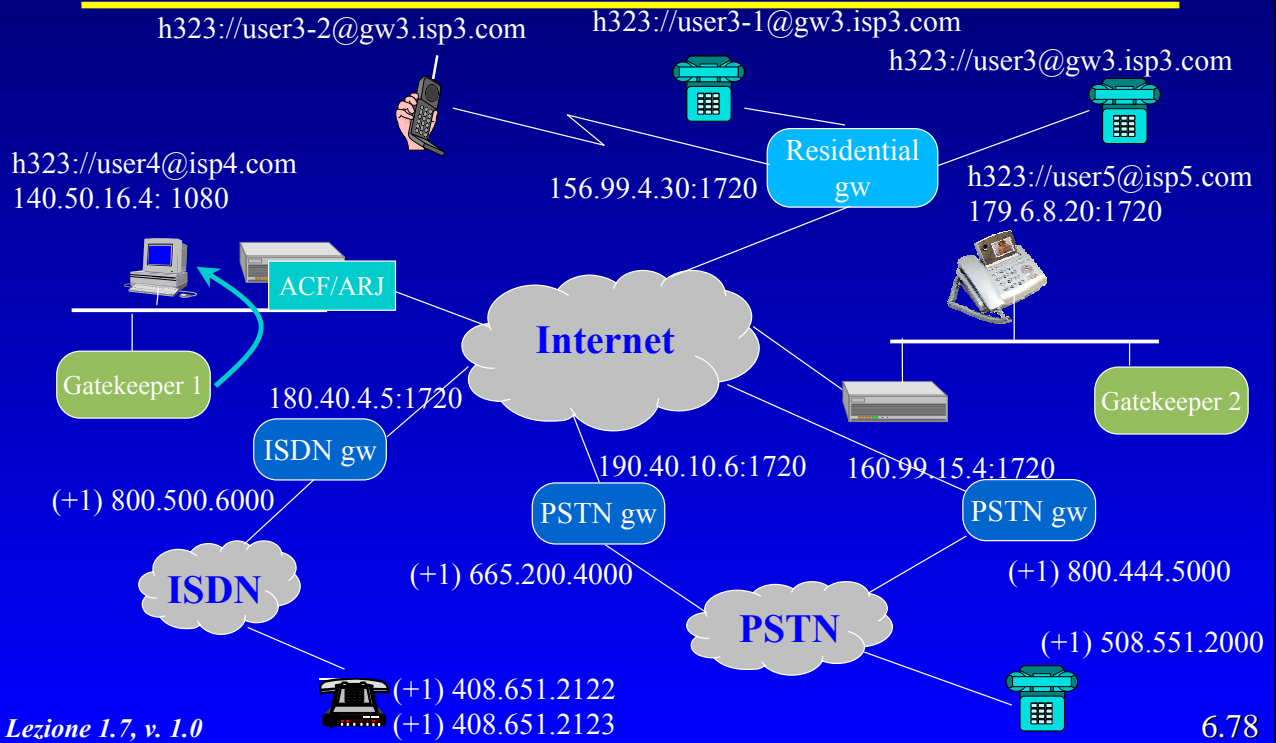 h323://user3-2@gw3.isp3.com
h323://user3-1@gw3.isp3.com
h323://user3@gw3.isp3.com
h323://user4@isp4.com
140.50.16.4: 1080
156.99.4.30:1720
Residential
gw
h323://user5@isp5.com
179.6.8.20:1720
ACF/ARJ
Internet
Gatekeeper 1
Gatekeeper 2
180.40.4.5:1720
ISDN gw
190.40.10.6:1720
160.99.15.4:1720
(+1) 800.500.6000
PSTN gw
PSTN gw
(+1) 665.200.4000
(+1) 800.444.5000
ISDN
PSTN
(+1) 508.551.2000
(+1) 408.651.2122
(+1) 408.651.2123
Lezione 1.7, v. 1.0
6.78